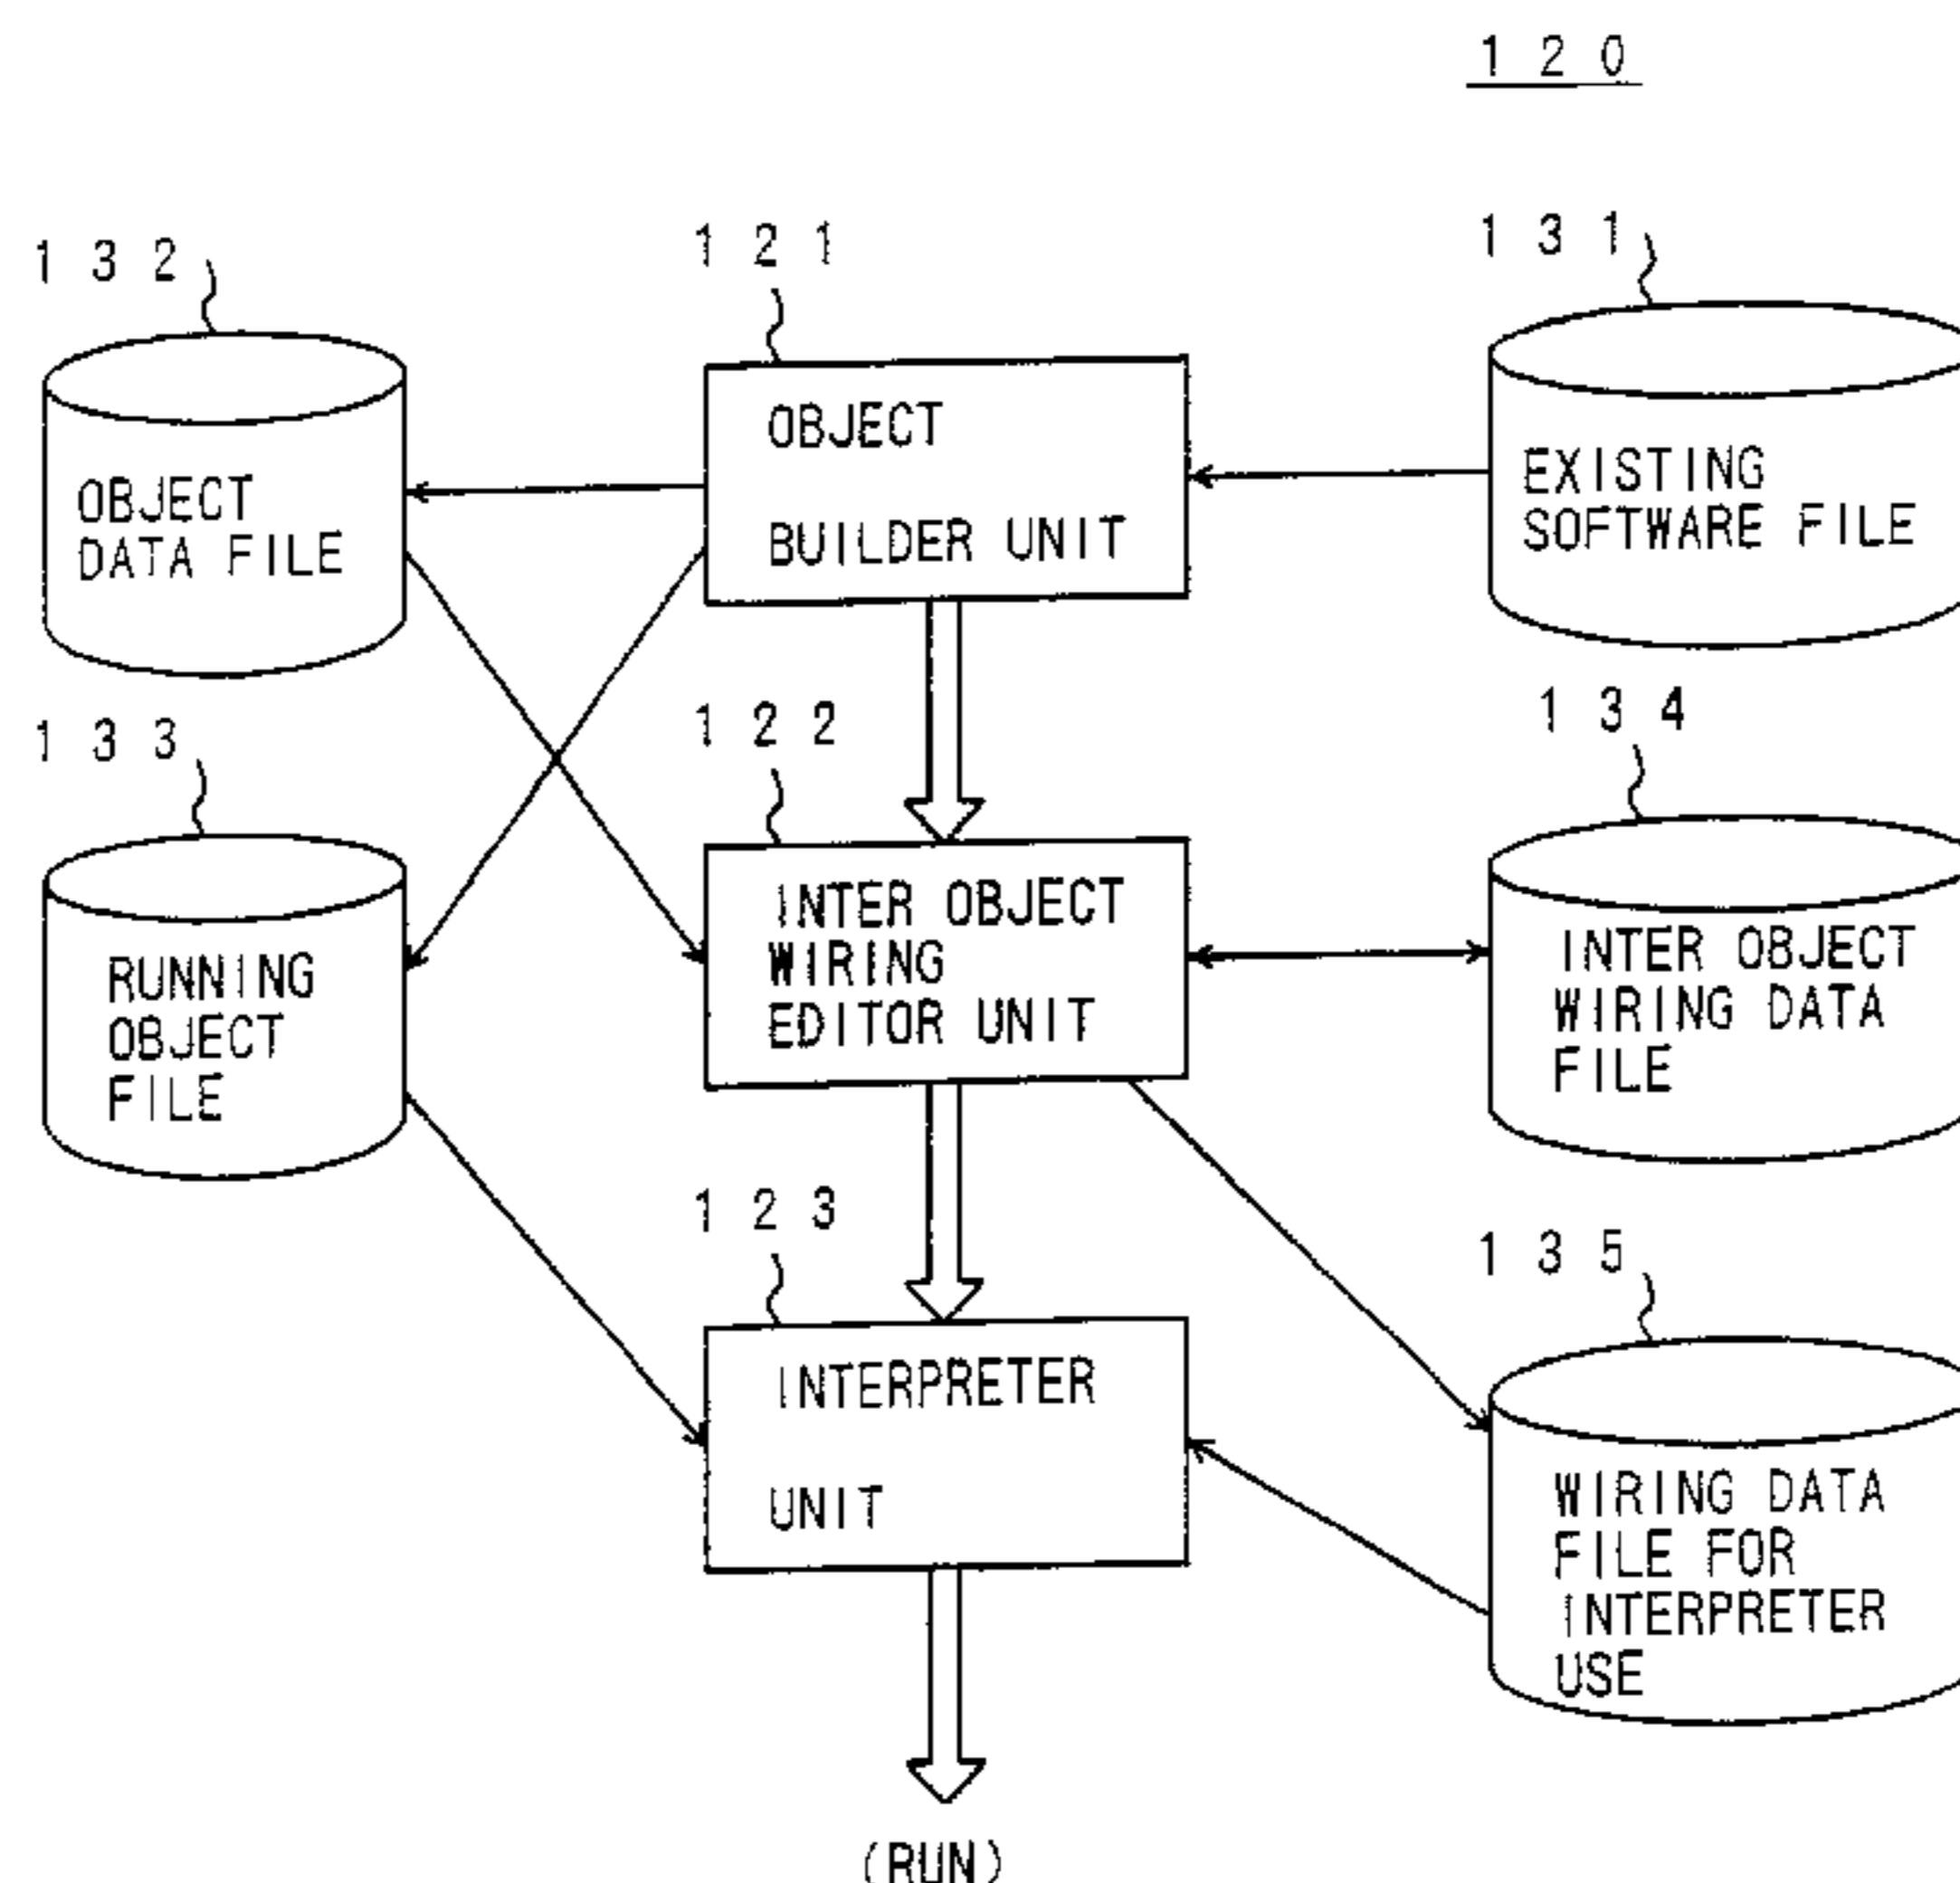 120
132
121
131
OBJECT
DATA FILE
OBJECT
BUILDER UNIT
EXISTING
SOFTWARE FILE
133
122
134
RUNNING
OBJECT
FILE
INTER OBJECT
WIRING
EDITOR UNIT
INTER OBJECT
WIRING DATA
FILE
123
135
INTERPRETER
UNIT
WIRING DATA
FILE FOR
INTERPRETER
USE
(RUN)